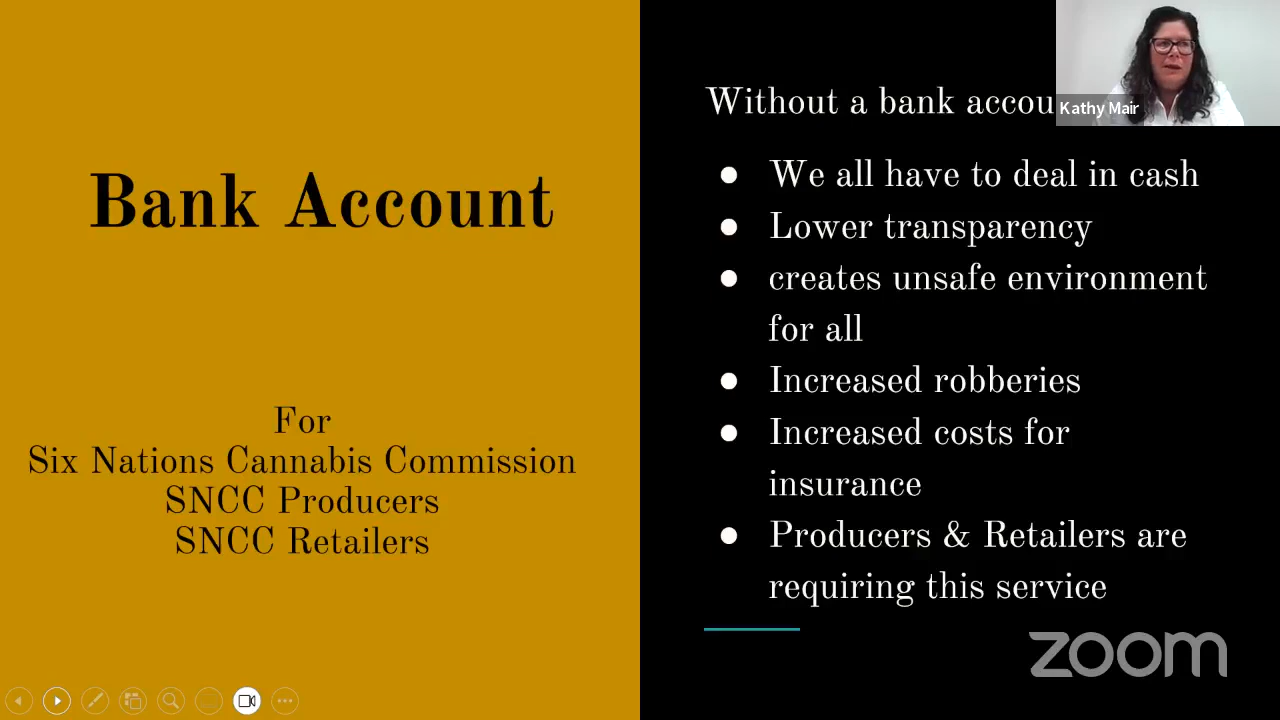 Bank Account
For
Six Nations Cannabis Commission
SNCC Producers
SNCC Retailers
Without a bank
Kathy Mair
● We all have to deal in cash
● Lower transparency
● creates unsafe environment
for all
● Increased robberies
● Increased costs for
insurance
● Producers & Retailers are
requiring this service
zoom